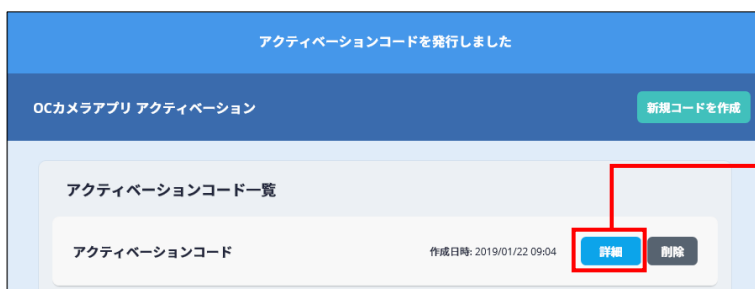 アクティベーションコードを発行しました
OCカメラアプリ アクティベーション
新規コードを作成
アクティベーションコード一覧
アクティベーションコード
作成日時: 2019/01/22 09:04
詳細
削除